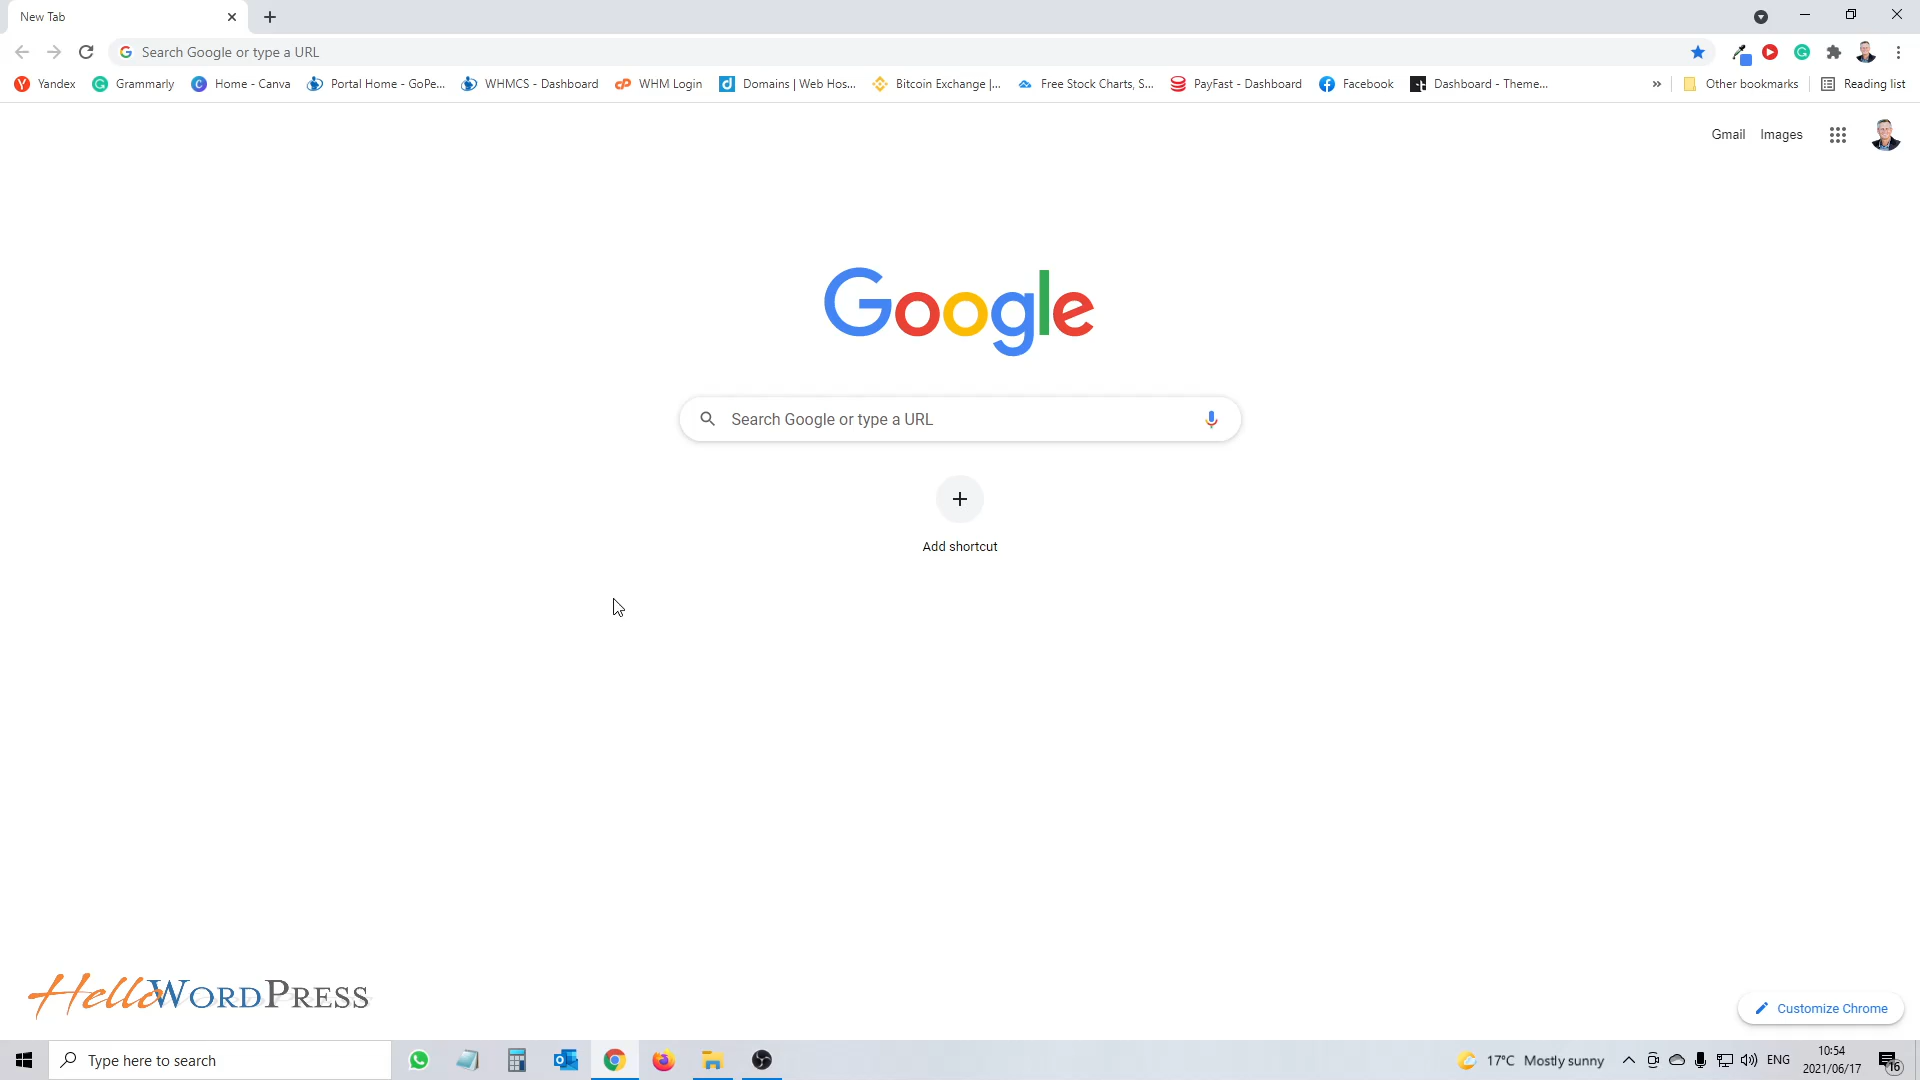 New Tab
Search Google or type a URL
Yandex Grammarly Home - Canva Portal Home - GoPe... WHMCS - Dashboard WHM Login Domains | Web Hos... Bitcoin Exchange |... Free Stock Charts, S... PayFast - Dashboard Facebook Dashboard - Theme... » Other bookmarks Reading list
Gmail Images
Google
Search Google or type a URL
Add shortcut
HelloWordPress
Customize Chrome
Type here to search
17°C Mostly sunny
ENG
10:54
2021/06/17
16